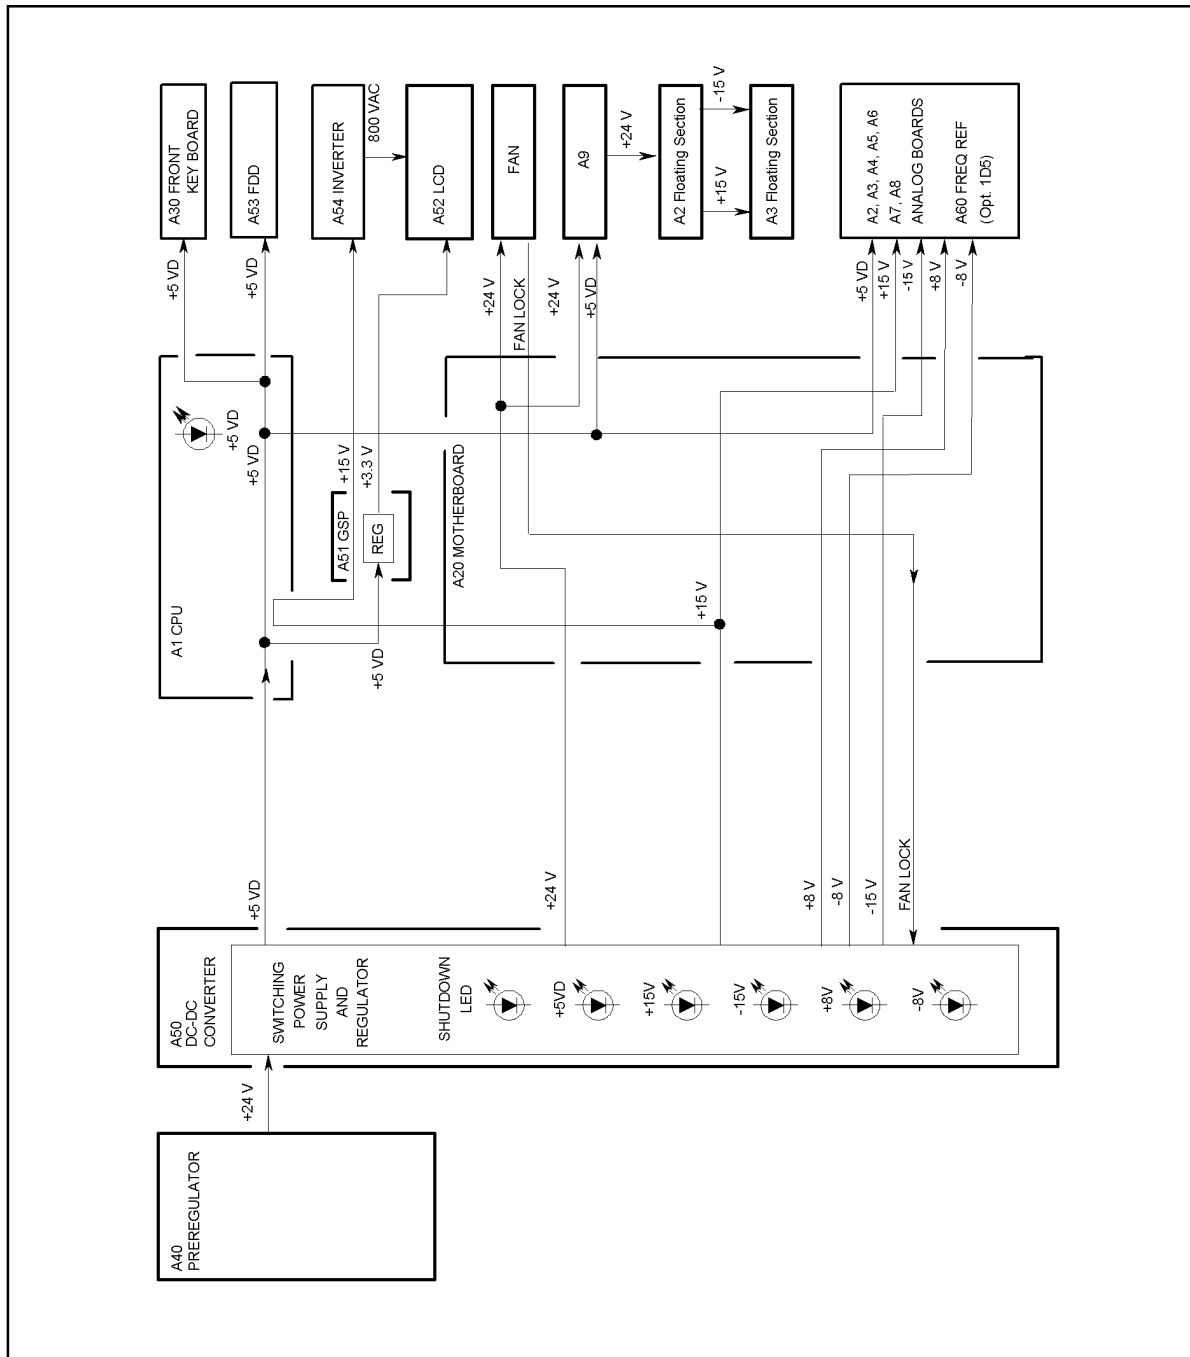 A40
PREREGULATOR
+24 V
A50
DC-DC
CONVERTER
SWITCHING
POWER
SUPPLY
AND
REGULATOR
SHUTDOWN
LED
+5VD
+15V
-15V
+8V
-8V
+5 VD
+24 V
+8 V
-8 V
-15 V
FAN LOCK
A1 CPU
+5 VD
+5 VD
+5 VD
A51 GSP
REG
+15 V
+3.3 V
A20 MOTHERBOARD
+15 V
+5 VD
+5 VD
+24 V
FAN LOCK
+24 V
+5 VD
+5 VD
+15 V
-15 V
+8 V
-8 V
A30 FRONT
KEY BOARD
A53 FDD
A54 INVERTER
800 VAC
A52 LCD
FAN
A9
+24 V
A2 Floating Section
+15 V
-15 V
A3 Floating Section
A2, A3, A4, A5, A6
A7, A8
ANALOG BOARDS
A60 FREQ REF
(Opt. 1D5)